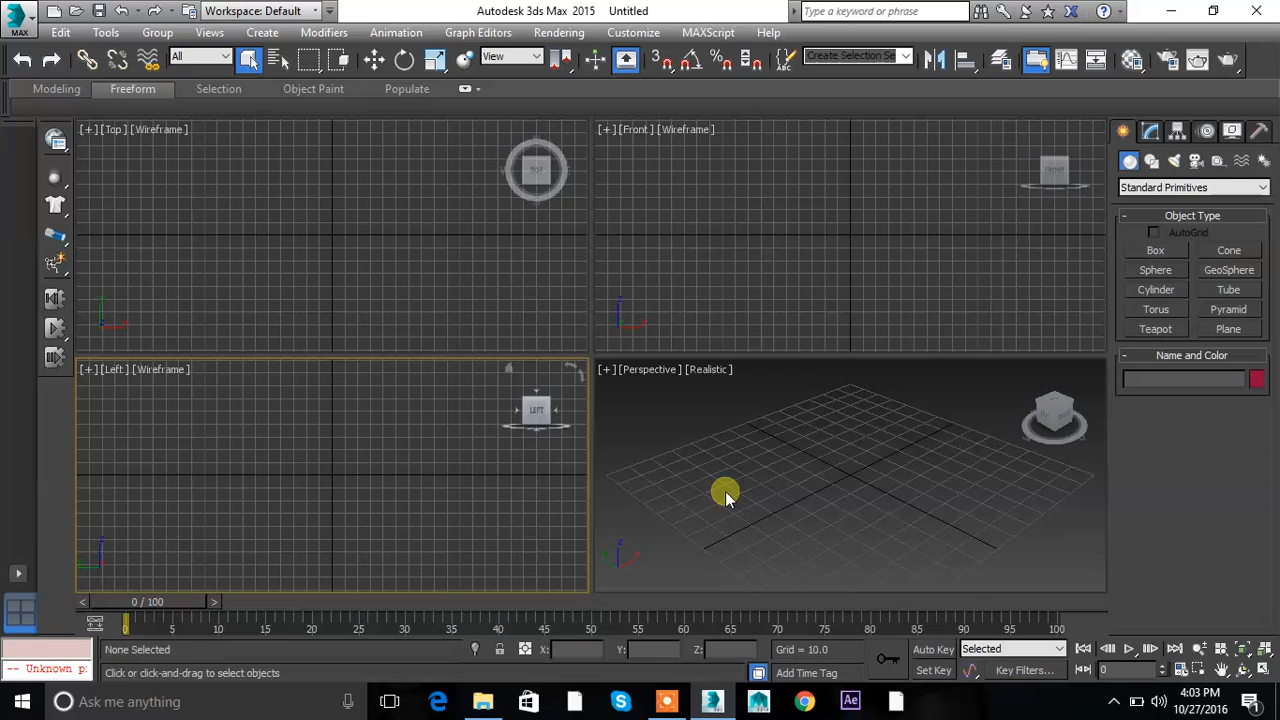 Workspace: Default
Autodesk 3ds Max 2015 Untitled
Type a keyword or phrase
MAX
Edit Tools Group Views Create Modifiers Animation Graph Editors Rendering Customize MAXScript Help
All
View
Create Selection Se
Modeling Freeform Selection Object Paint Populate
[+] [Top] [Wireframe]
[+] [Front] [Wireframe]
TOP
FRONT
Standard Primitives
Object Type
AutoGrid
Box Cone
Sphere GeoSphere
Cylinder Tube
Torus Pyramid
Teapot Plane
Name and Color
[+] [Left] [Wireframe]
[+] [Perspective] [Realistic]
LEFT
0 / 100
0 5 10 15 20 25 30 35 40 45 50 55 60 65 70 75 80 85 90 95 100
None Selected
X: Y: Z:
Grid = 10.0
Auto Key
Selected
-- Unknown p
Click or click-and-drag to select objects
Add Time Tag
Set Key
Key Filters...
0
Ask me anything
4:03 PM
10/27/2016